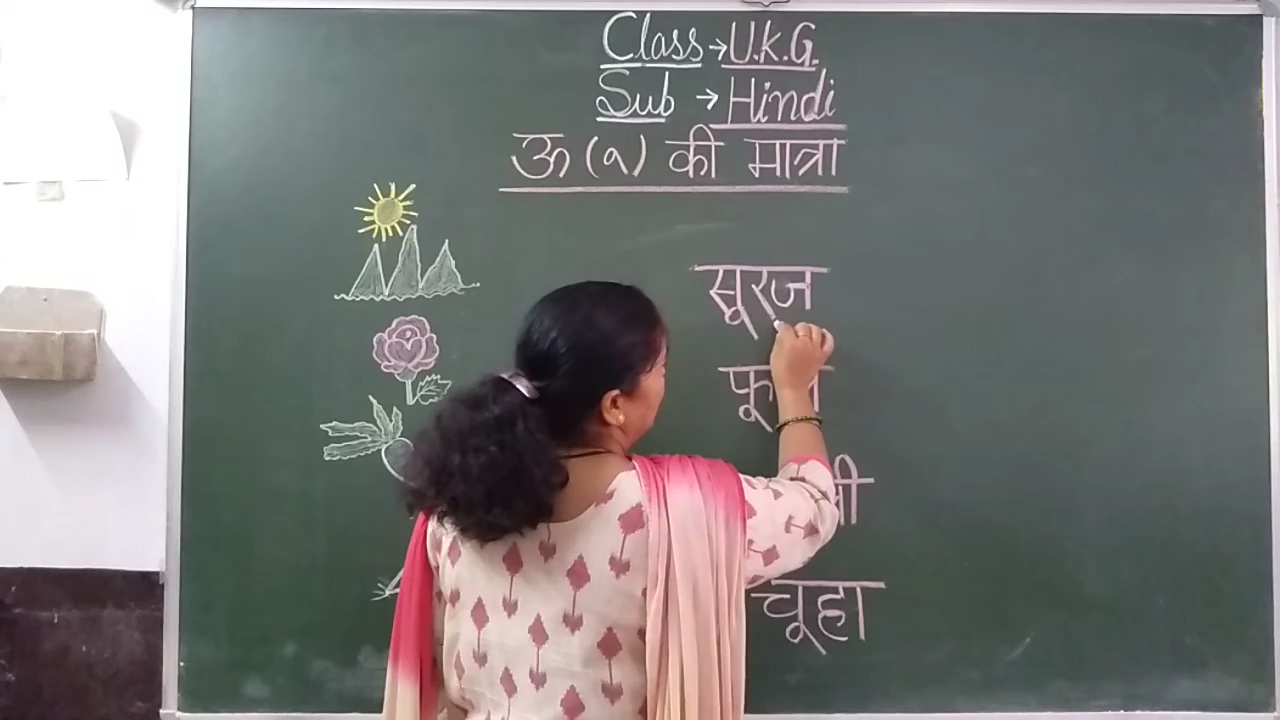 Class → U.K.G.
Sub → Hindi
ऊ (ू) की मात्रा
सूरज
चूहा